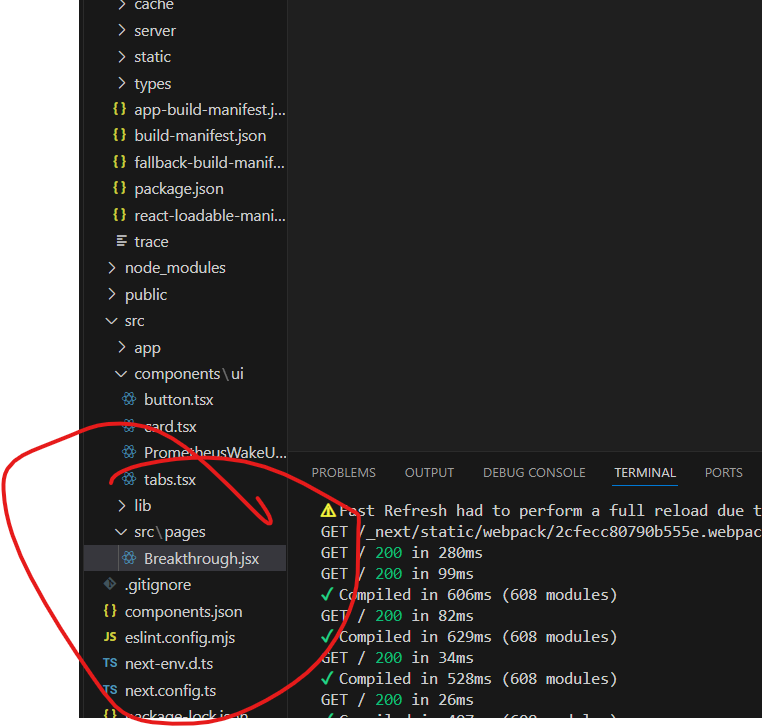 cache
server
static
types
{} app-build-manifest.j...
{} build-manifest.json
{} fallback-build-manif...
{} package.json
{} react-loadable-mani...
trace
node_modules
public
src
app
components\ui
button.tsx
card.tsx
PrometheusWakeU...
tabs.tsx
lib
src\pages
Breakthrough.jsx
.gitignore
{} components.json
JS eslint.config.mjs
TS next-env.d.ts
TS next.config.ts
{} package-lock.json
PROBLEMS OUTPUT DEBUG CONSOLE TERMINAL PORTS
⚠ Fast Refresh had to perform a full reload due t
GET /_next/static/webpack/2cfecc80790b555e.webpac
GET / 200 in 280ms
GET / 200 in 99ms
✓ Compiled in 606ms (608 modules)
GET / 200 in 82ms
✓ Compiled in 629ms (608 modules)
GET / 200 in 34ms
✓ Compiled in 528ms (608 modules)
GET / 200 in 26ms
✓ Compiled in 407ms (608 modules)